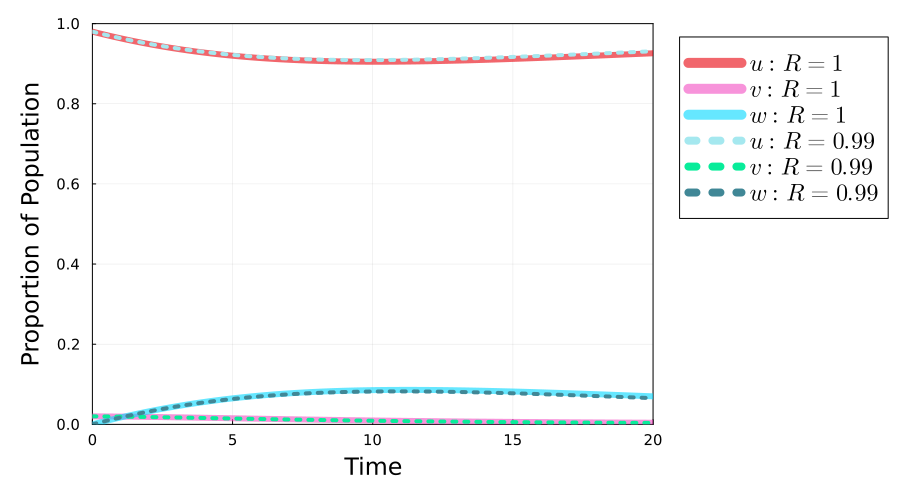 1.0
0.8
0.6
0.4
0.2
0.0
Proportion of Population
0 5 10 15 20
Time
u : R = 1
v : R = 1
w : R = 1
u : R = 0.99
v : R = 0.99
w : R = 0.99